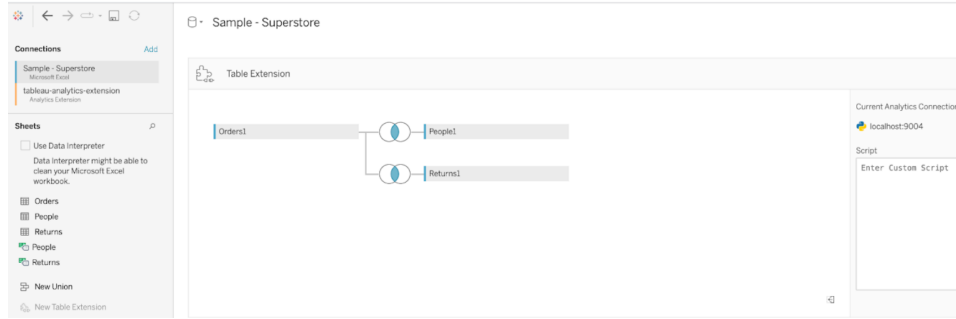 Sample - Superstore
Connections
Add
Sample - Superstore
Microsoft Excel
tableau-analytics-extension
Analytics Extension
Sheets
Use Data Interpreter
Data Interpreter might be able to
clean your Microsoft Excel
workbook.
Orders
People
Returns
People
Returns
New Union
New Table Extension
Table Extension
Orders1
People1
Returns1
Current Analytics Connection
localhost:9004
Script
Enter Custom Script